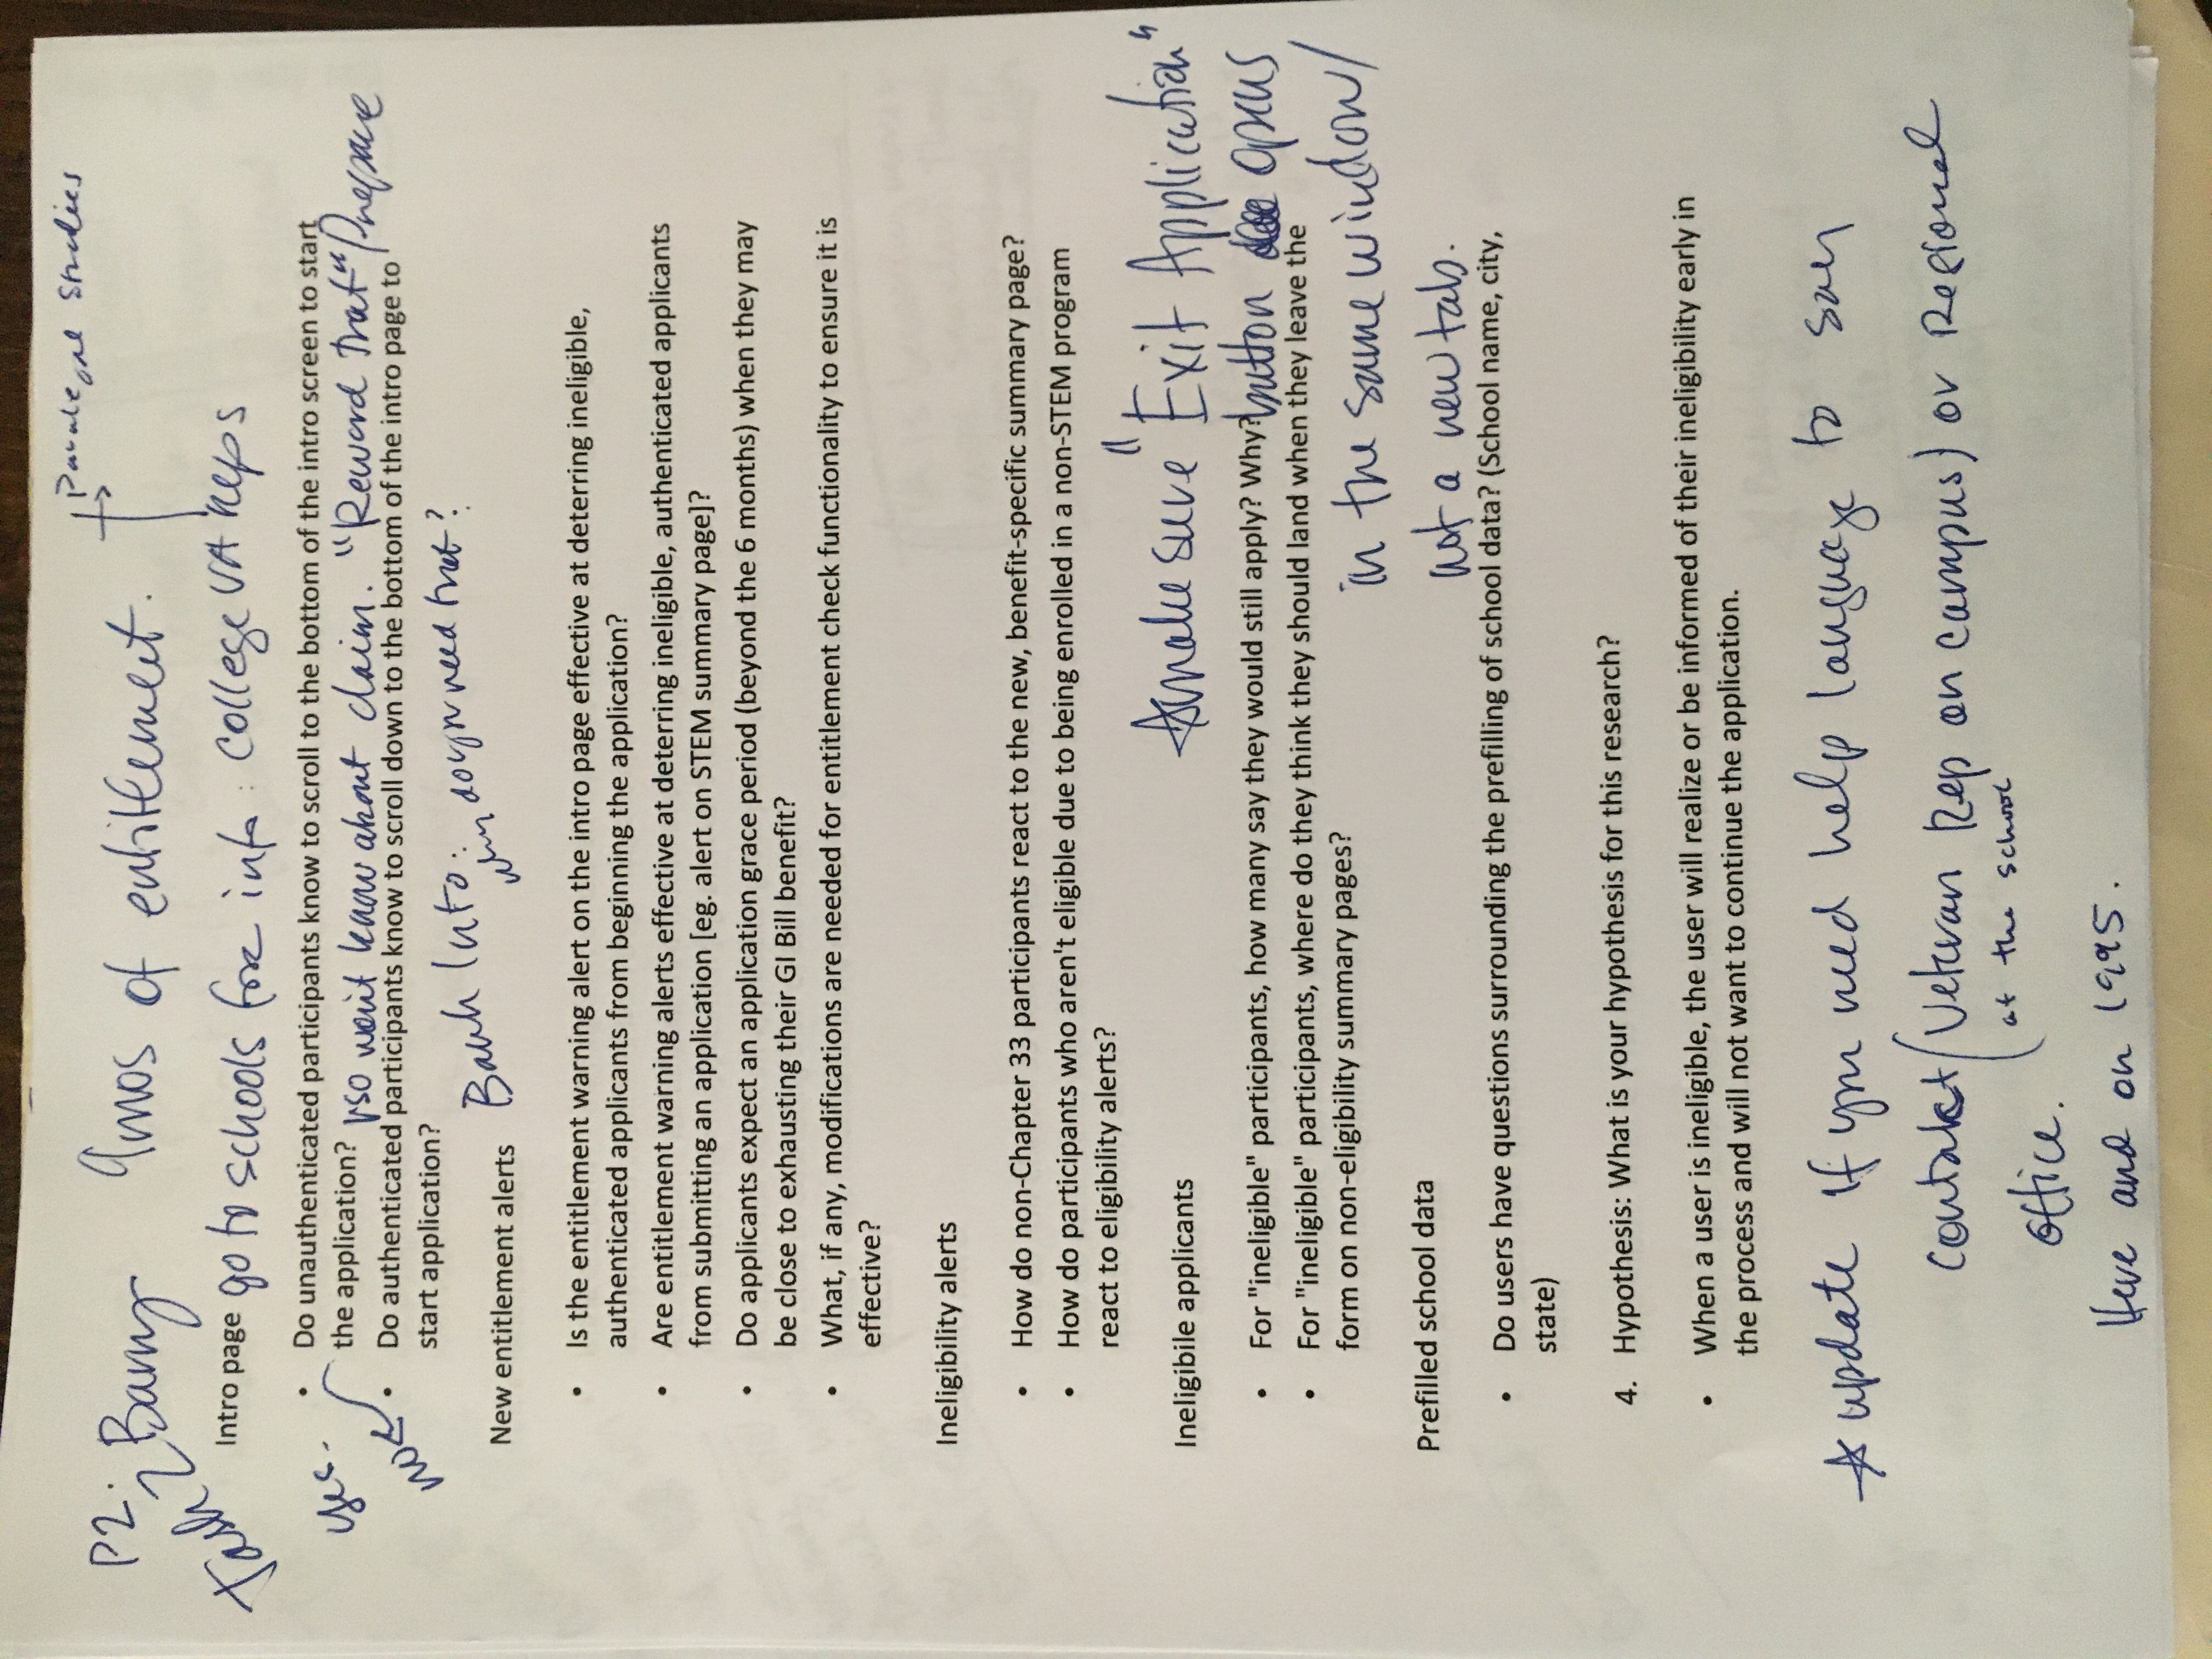 P2: Barry 9 mos of entitlement. → Parale one studies
Intro page go to schools for info: College VA Reps
• Do unauthenticated participants know to scroll to the bottom of the intro screen to start
the application? VSO won't know about claim. "Reword that" / Prepare
• Do authenticated participants know to scroll down to the bottom of the intro page to
start application?
yes.
no
Bank Info: why do you need that?
New entitlement alerts
• Is the entitlement warning alert on the intro page effective at deterring ineligible,
authenticated applicants from beginning the application?
• Are entitlement warning alerts effective at deterring ineligible, authenticated applicants
from submitting an application [eg. alert on STEM summary page]?
• Do applicants expect an application grace period (beyond the 6 months) when they may
be close to exhausting their GI Bill benefit?
• What, if any, modifications are needed for entitlement check functionality to ensure it is
effective?
Ineligibility alerts
• How do non-Chapter 33 participants react to the new, benefit-specific summary page?
• How do participants who aren't eligible due to being enrolled in a non-STEM program
react to eligibility alerts?
Ineligibile applicants
* make sure "Exit Application"
button opens
in the same window/
not a new tab.
• For "ineligible" participants, how many say they would still apply? Why?
• For "ineligible" participants, where do they think they should land when they leave the
form on non-eligibility summary pages?
Prefilled school data
• Do users have questions surrounding the prefilling of school data? (School name, city,
state)
4. Hypothesis: What is your hypothesis for this research?
• When a user is ineligible, the user will realize or be informed of their ineligibility early in
the process and will not want to continue the application.
* update If you need help language to say
contact (Veteran Rep on campus) or Regional
at the school
office.
Here and on 1995.